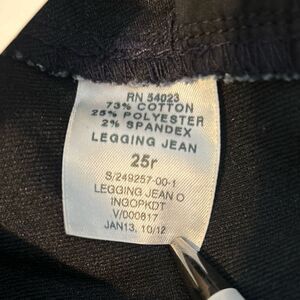 RN 54023
73% COTTON
25% POLYESTER
2% SPANDEX
LEGGING JEAN
25r
S/249257-00-1
LEGGING JEAN O
INGOPKDT
V/000817
JAN13, 10/12